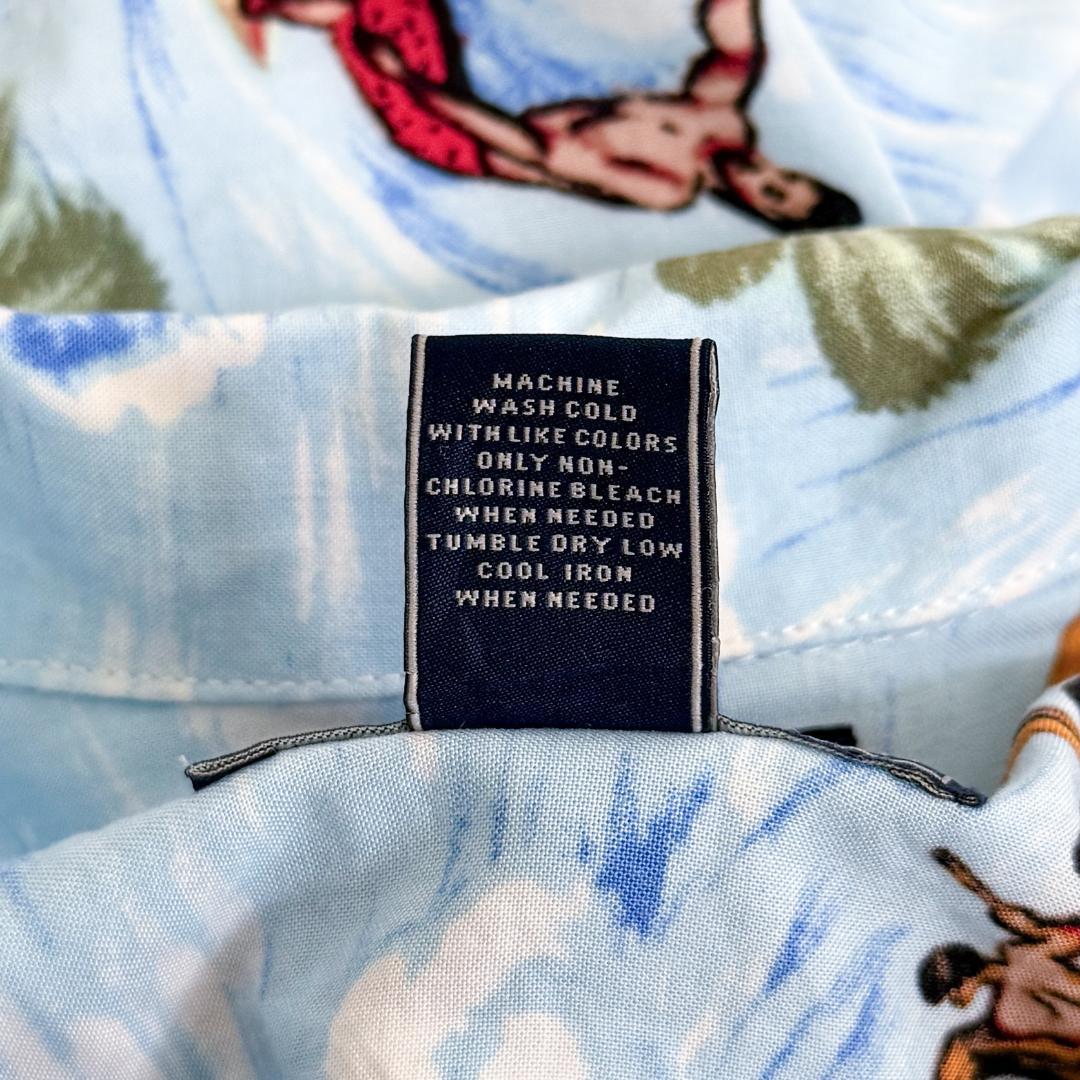 MACHINE
WASH COLD
WITH LIKE COLORS
ONLY NON-
CHLORINE BLEACH
WHEN NEEDED
TUMBLE DRY LOW
COOL IRON
WHEN NEEDED